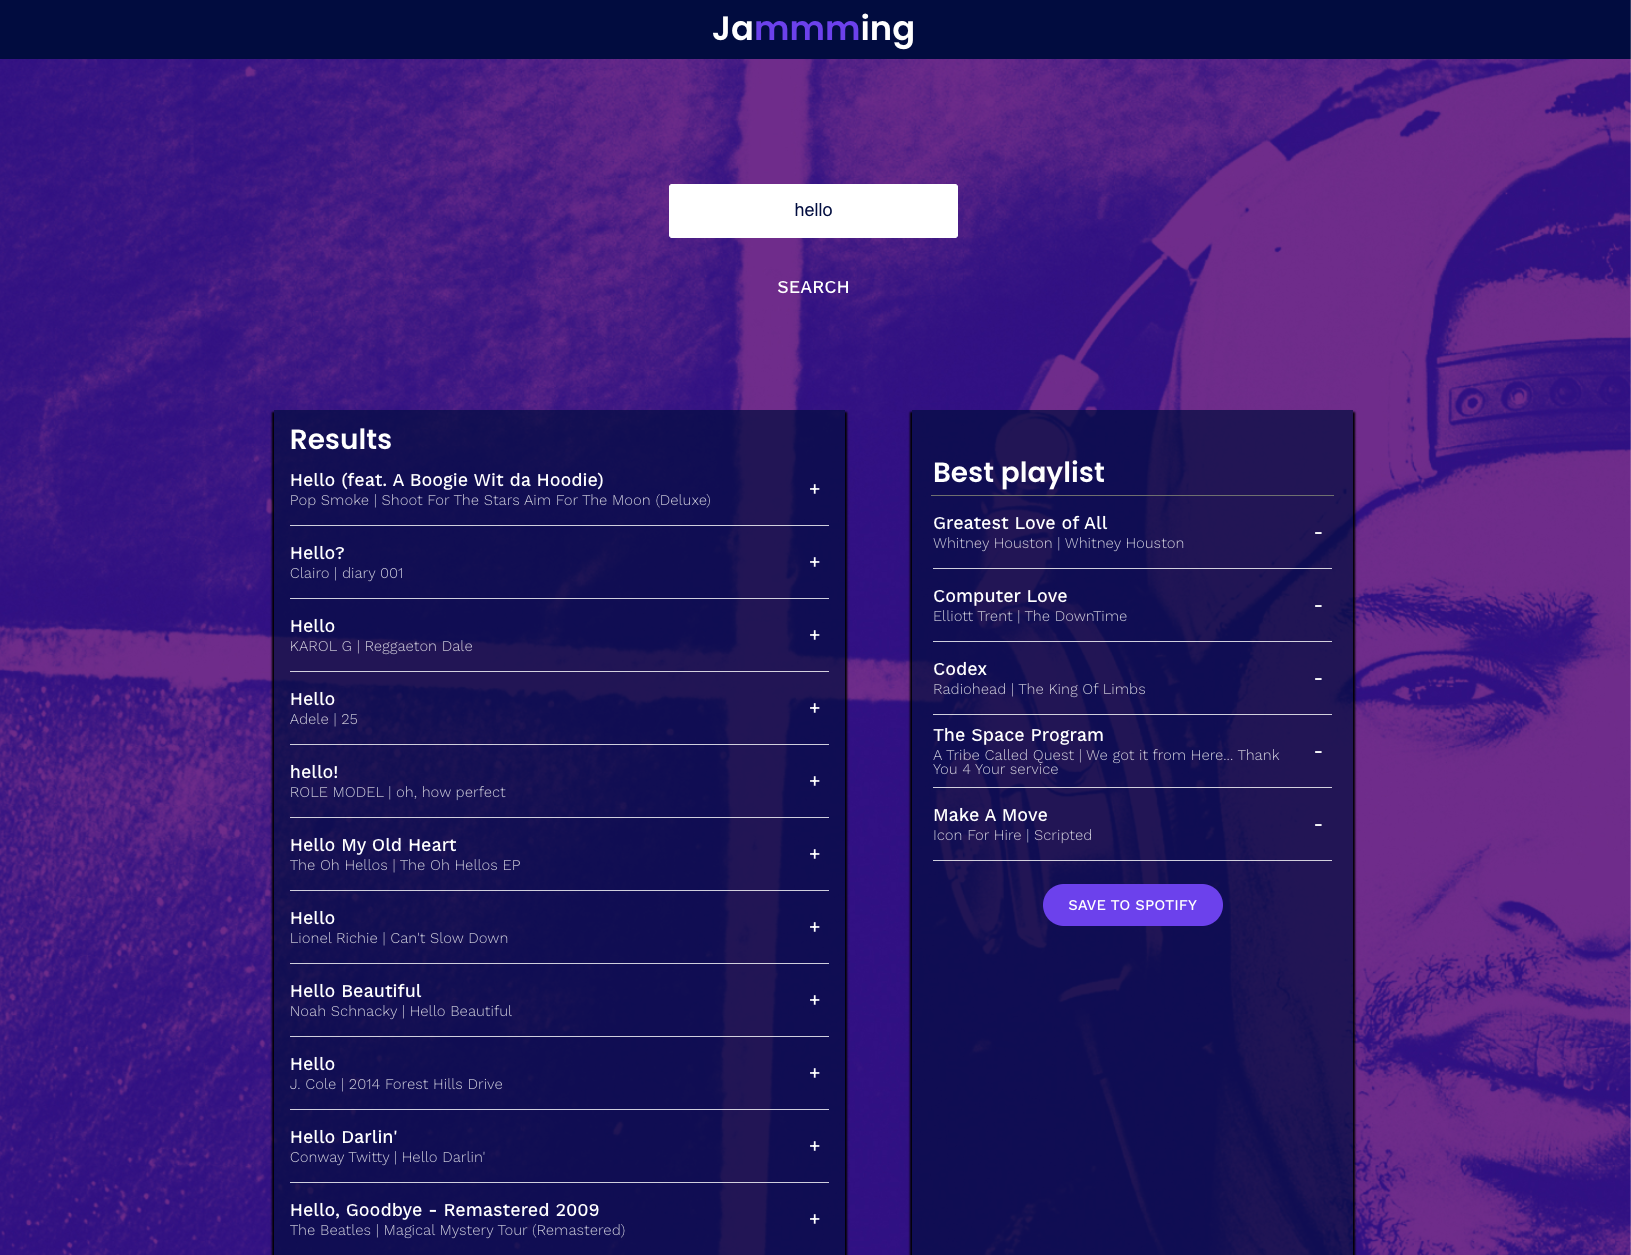 Jammming
hello
SEARCH
Results
Hello (feat. A Boogie Wit da Hoodie)
Pop Smoke | Shoot For The Stars Aim For The Moon (Deluxe)
+
Hello?
Clairo | diary 001
+
Hello
KAROL G | Reggaeton Dale
+
Hello
Adele | 25
+
hello!
ROLE MODEL | oh, how perfect
+
Hello My Old Heart
The Oh Hellos | The Oh Hellos EP
+
Hello
Lionel Richie | Can't Slow Down
+
Hello Beautiful
Noah Schnacky | Hello Beautiful
+
Hello
J. Cole | 2014 Forest Hills Drive
+
Hello Darlin'
Conway Twitty | Hello Darlin'
+
Hello, Goodbye - Remastered 2009
The Beatles | Magical Mystery Tour (Remastered)
+
Best playlist
Greatest Love of All
Whitney Houston | Whitney Houston
-
Computer Love
Elliott Trent | The DownTime
-
Codex
Radiohead | The King Of Limbs
-
The Space Program
A Tribe Called Quest | We got it from Here... Thank
You 4 Your service
-
Make A Move
Icon For Hire | Scripted
-
SAVE TO SPOTIFY